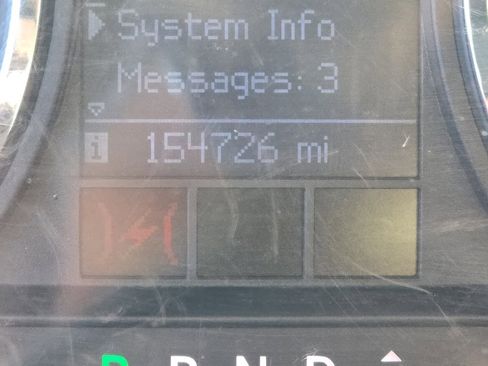 System Info
Messages: 3
i 154726 mi
P R N D